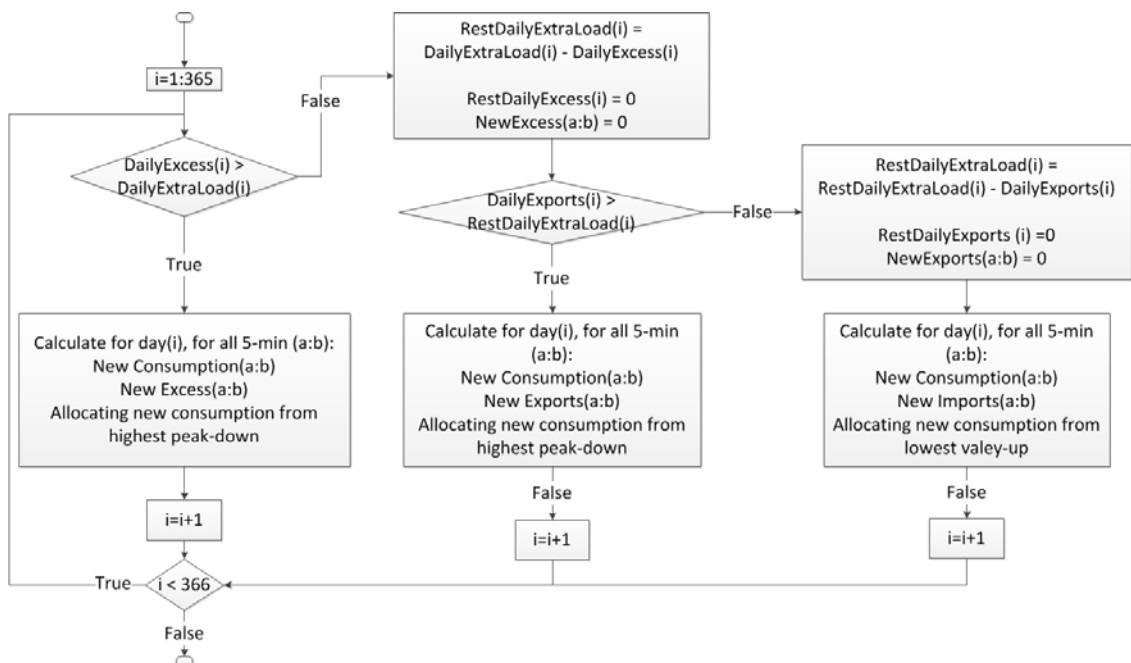 i=1:365
DailyExcess(i) >
DailyExtraLoad(i)
False
True
RestDailyExtraLoad(i) =
DailyExtraLoad(i) - DailyExcess(i)
RestDailyExcess(i) = 0
NewExcess(a:b) = 0
DailyExports(i) >
RestDailyExtraLoad(i)
False
True
RestDailyExtraLoad(i) =
RestDailyExtraLoad(i) - DailyExports(i)
RestDailyExports (i) =0
NewExports(a:b) = 0
Calculate for day(i), for all 5-min (a:b):
New Consumption(a:b)
New Excess(a:b)
Allocating new consumption from
highest peak-down
Calculate for day(i), for all 5-min
(a:b):
New Consumption(a:b)
New Exports(a:b)
Allocating new consumption from
highest peak-down
Calculate for day(i), for all 5-min
(a:b):
New Consumption(a:b)
New Imports(a:b)
Allocating new consumption from
lowest valey-up
False
False
i=i+1
i=i+1
i=i+1
True
i < 366
False